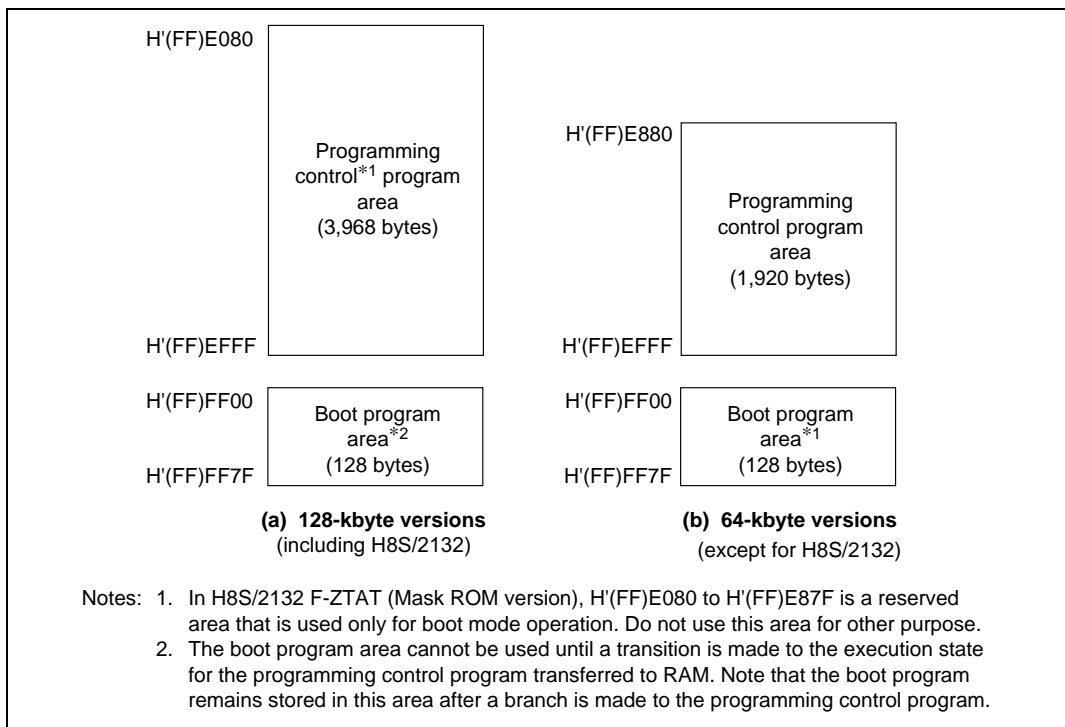 H'(FF)E080
Programming
control*1 program
area
(3,968 bytes)
H'(FF)EFFF
H'(FF)FF00
Boot program
area*2
(128 bytes)
H'(FF)FF7F
(a) 128-kbyte versions
(including H8S/2132)
H'(FF)E880
Programming
control program
area
(1,920 bytes)
H'(FF)EFFF
H'(FF)FF00
Boot program
area*1
(128 bytes)
H'(FF)FF7F
(b) 64-kbyte versions
(except for H8S/2132)
Notes: 1. In H8S/2132 F-ZTAT (Mask ROM version), H'(FF)E080 to H'(FF)E87F is a reserved
area that is used only for boot mode operation. Do not use this area for other purpose.
2. The boot program area cannot be used until a transition is made to the execution state
for the programming control program transferred to RAM. Note that the boot program
remains stored in this area after a branch is made to the programming control program.